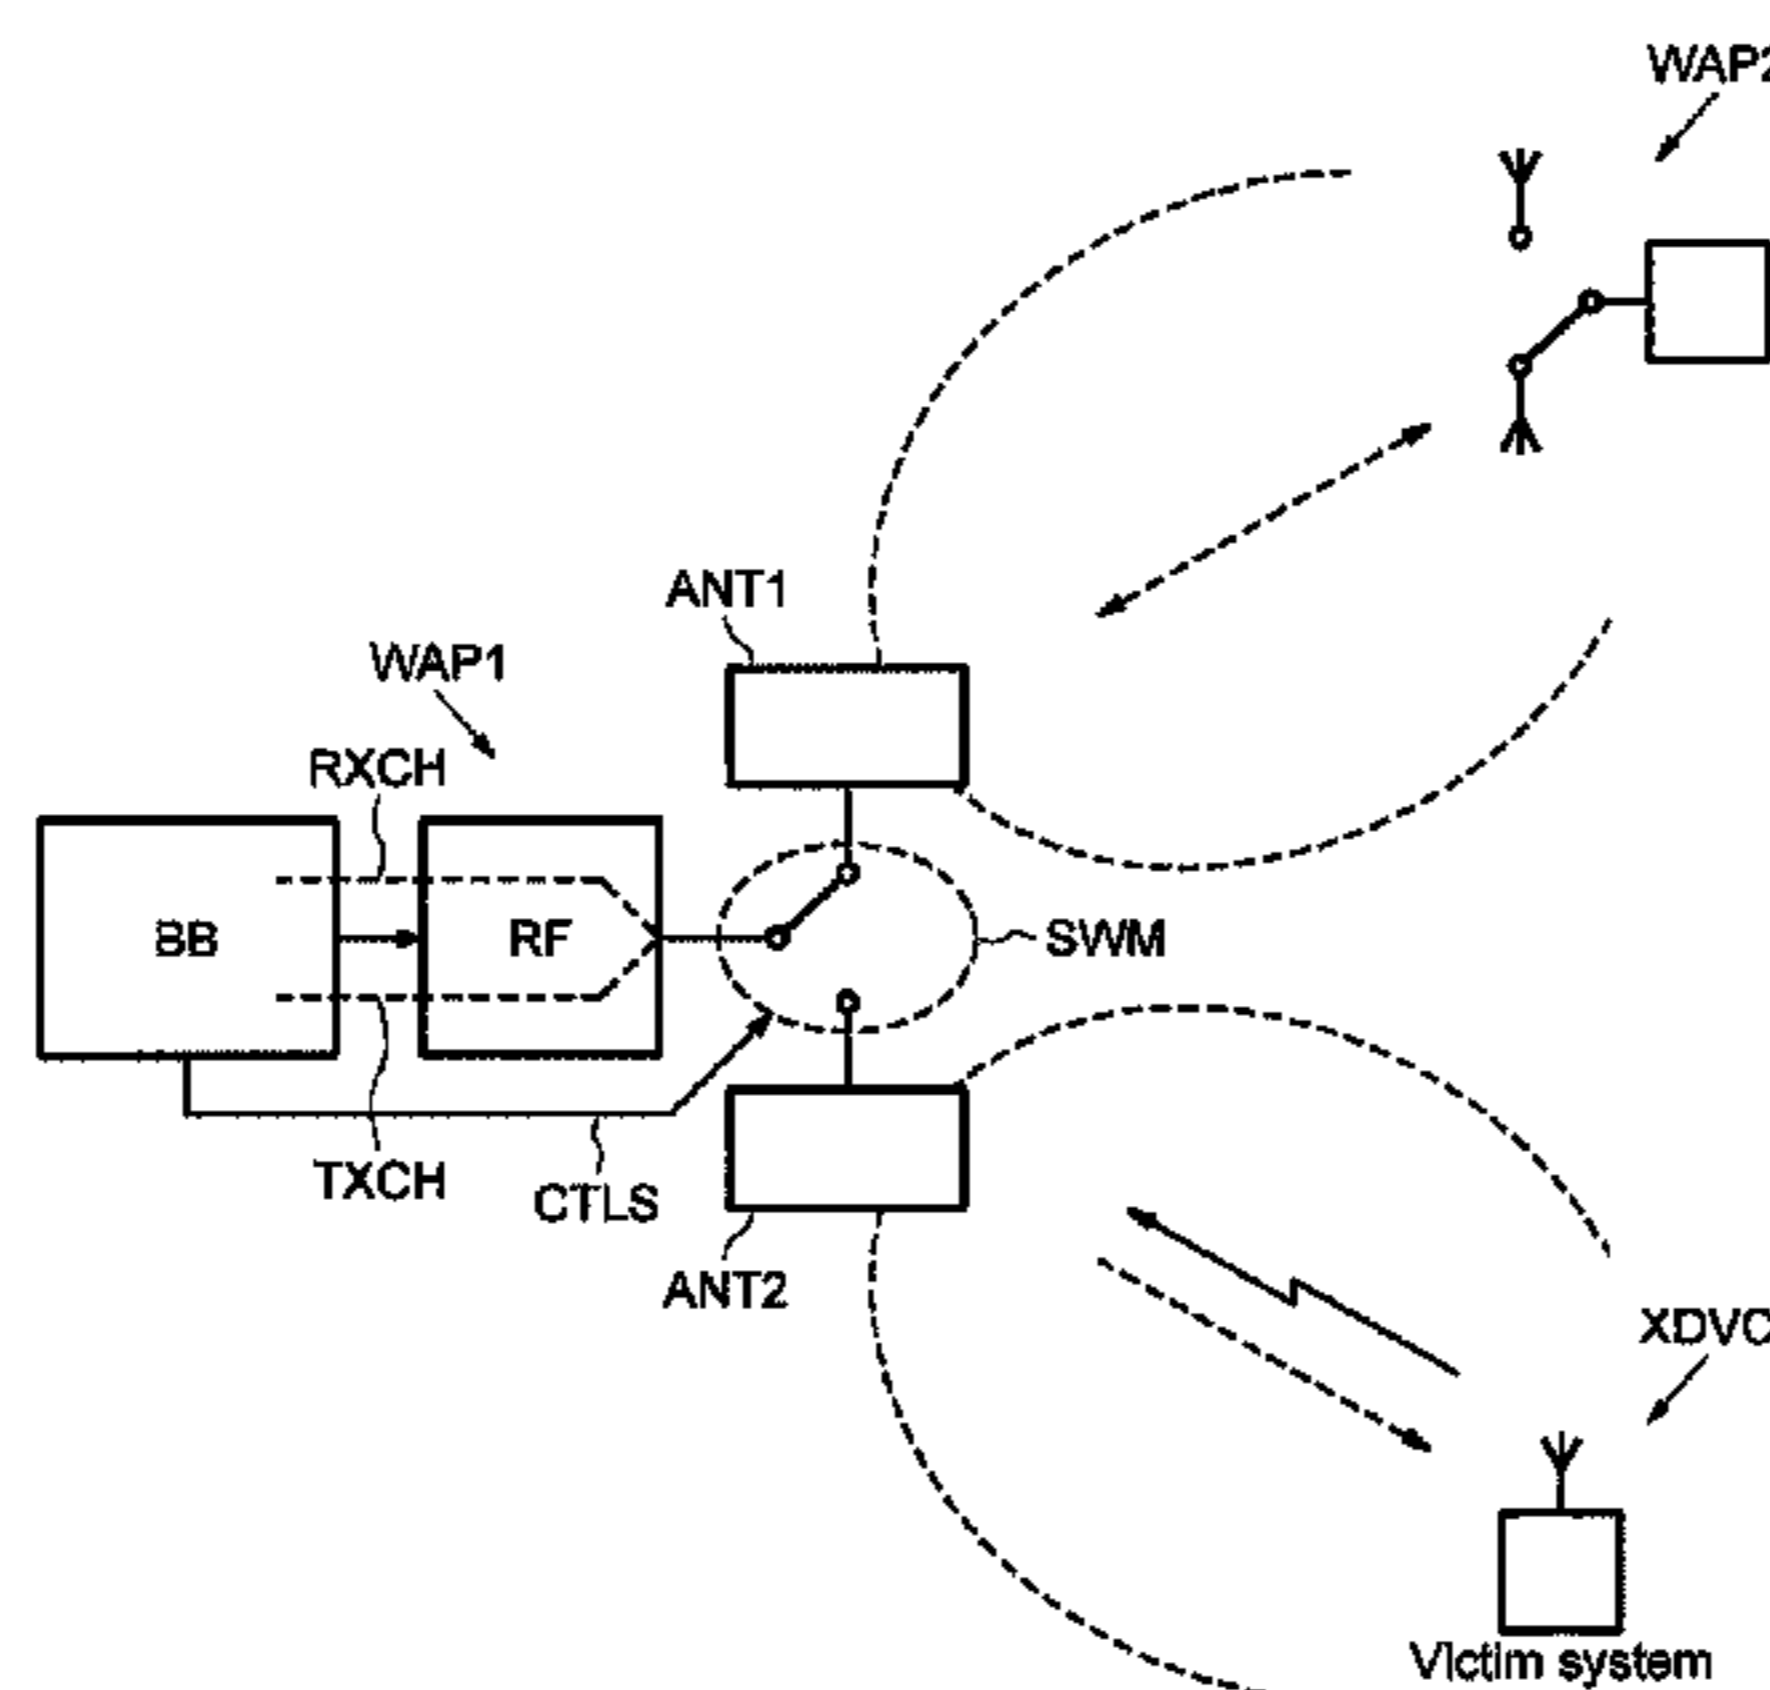 WAP2
ANT1
WAP1
RXCH
BB
RF
SWM
TXCH
CTLS
ANT2
XDVC
Victim system